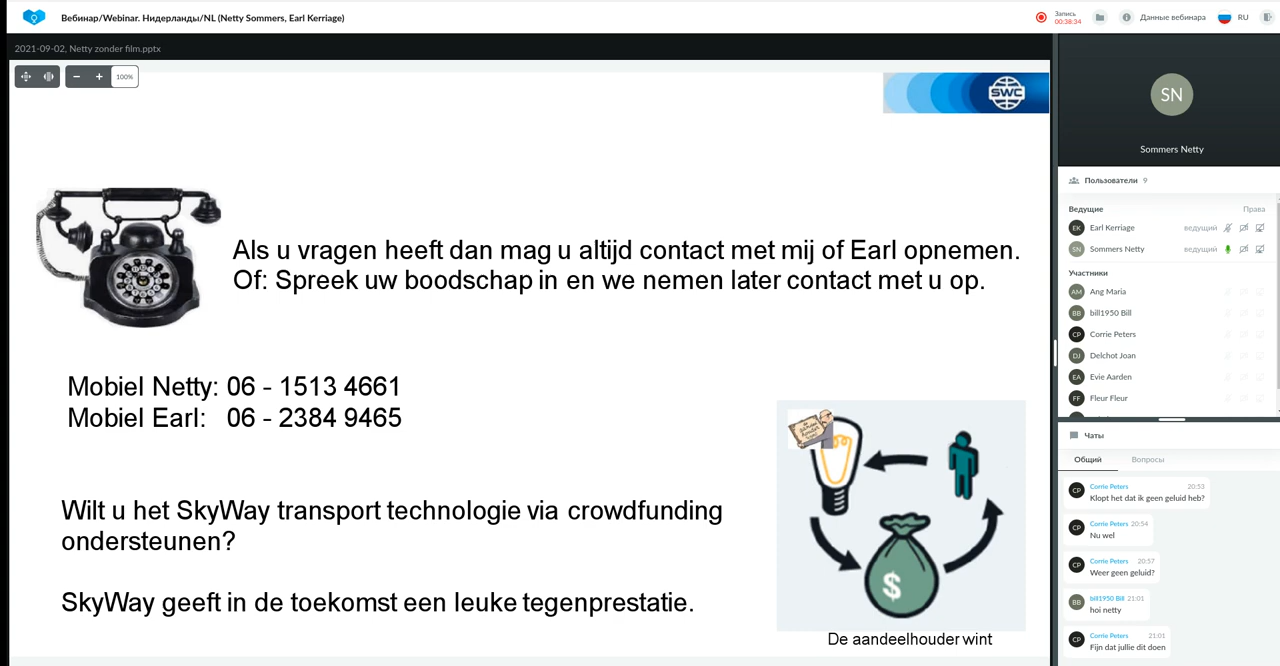 Вебинар/Webinar. Нидерланды/NL (Netty Sommers, Earl Kerriage)
Запись
00:38:34
Данные вебинара
RU
2021-09-02, Netty zonder film.pptx
100%
SWC
Als u vragen heeft dan mag u altijd contact met mij of Earl opnemen.
Of: Spreek uw boodschap in en we nemen later contact met u op.
Mobiel Netty: 06 - 1513 4661
Mobiel Earl: 06 - 2384 9465
Wilt u het SkyWay transport technologie via crowdfunding
ondersteunen?
SkyWay geeft in de toekomst een leuke tegenprestatie.
$
De aandeelhouder wint
SN
Sommers Netty
Пользователи 9
Ведущие Права
EK Earl Kerriage ведущий
SN Sommers Netty ведущий
Участники
AM Ang Maria
BB bill1950 Bill
CP Corrie Peters
DJ Delchot Joan
EA Evie Aarden
FF Fleur Fleur
Чаты
Общий Вопросы
CP Corrie Peters 20:53
Klopt het dat ik geen geluid heb?
CP Corrie Peters 20:54
Nu wel
CP Corrie Peters 20:57
Weer geen geluid?
BB bill1950 Bill 21:01
hoi netty
CP Corrie Peters 21:01
Fijn dat jullie dit doen